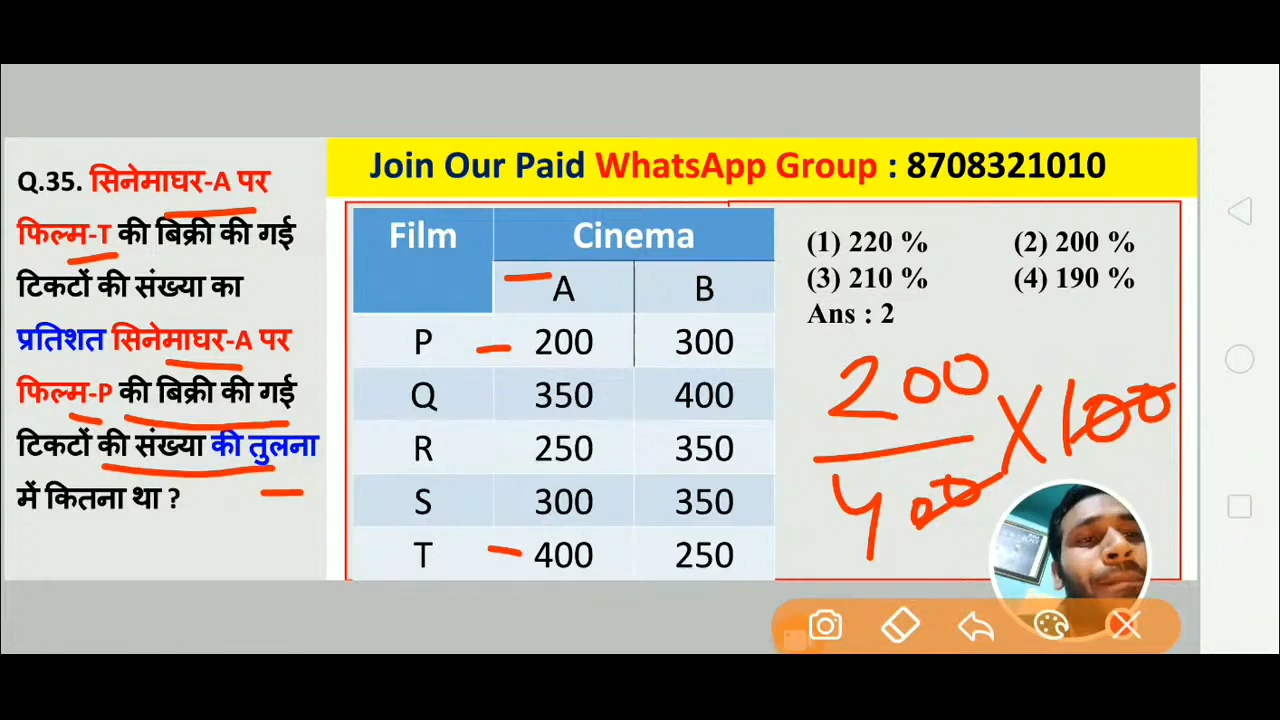 Join Our Paid WhatsApp Group : 8708321010
Q.35. सिनेमाघर-A पर
फिल्म-T की बिक्री की गई
टिकटों की संख्या का
प्रतिशत सिनेमाघर-A पर
फिल्म-P की बिक्री की गई
टिकटों की संख्या की तुलना
में कितना था ?
Film Cinema
A B
P 200 300
Q 350 400
R 250 350
S 300 350
T 400 250
(1) 220 % (2) 200 %
(3) 210 % (4) 190 %
Ans : 2
200
400 X 100